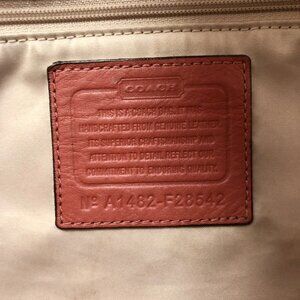 COACH
THIS IS A COACH BAG. IT WAS
HANDCRAFTED FROM GENUINE LEATHER.
ITS SUPERIOR CRAFTSMANSHIP AND
ATTENTION TO DETAIL REFLECT OUR
COMMITMENT TO ENDURING QUALITY.
Nº A1482-F28542